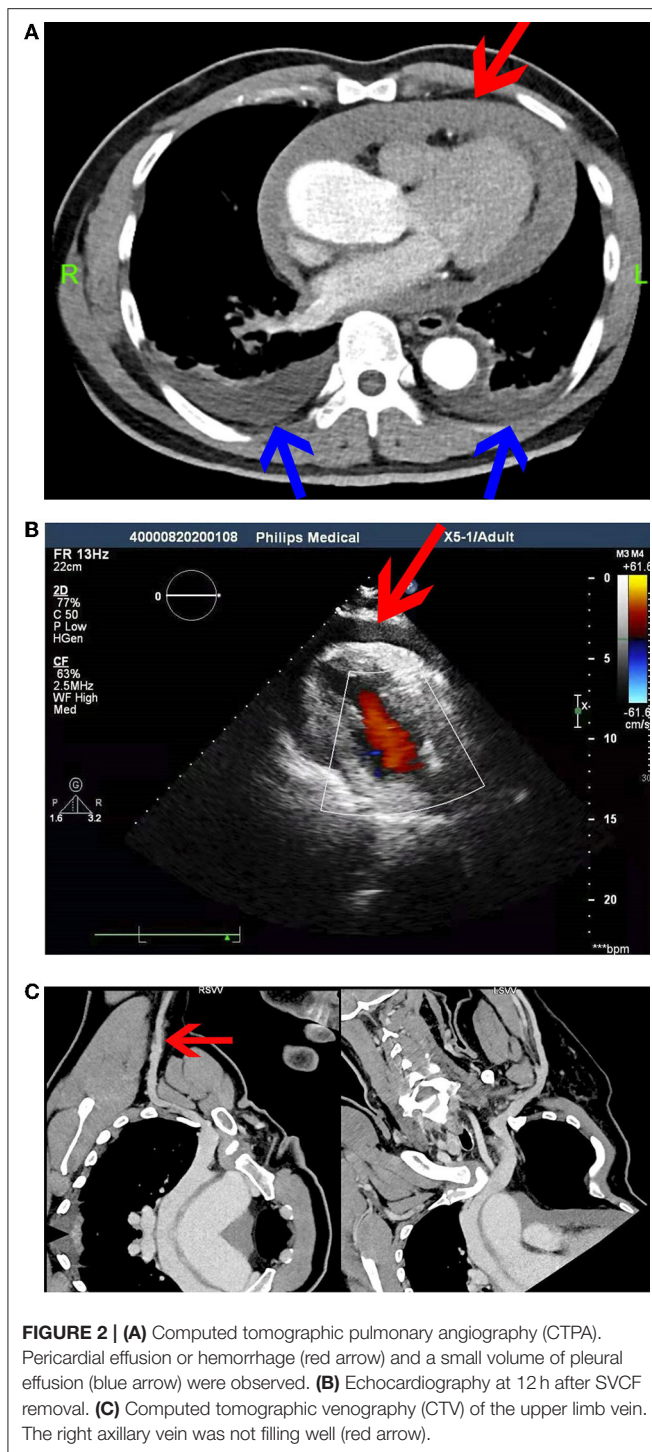 A
R
L
B
40000820200108 Philips Medical X5-1/Adult
FR 13Hz
22cm
2D
77%
C 50
P Low
HGen
CF
63%
2.5MHz
WF High
Med
0
M3 M4
+61.6
-61.6
cm/s
0
5
X
10
15
20
30
G
P R
1.6 3.2
***bpm
C
RSVV
LSVV
FIGURE 2 | (A) Computed tomographic pulmonary angiography (CTPA).
Pericardial effusion or hemorrhage (red arrow) and a small volume of pleural
effusion (blue arrow) were observed. (B) Echocardiography at 12 h after SVCF
removal. (C) Computed tomographic venography (CTV) of the upper limb vein.
The right axillary vein was not filling well (red arrow).